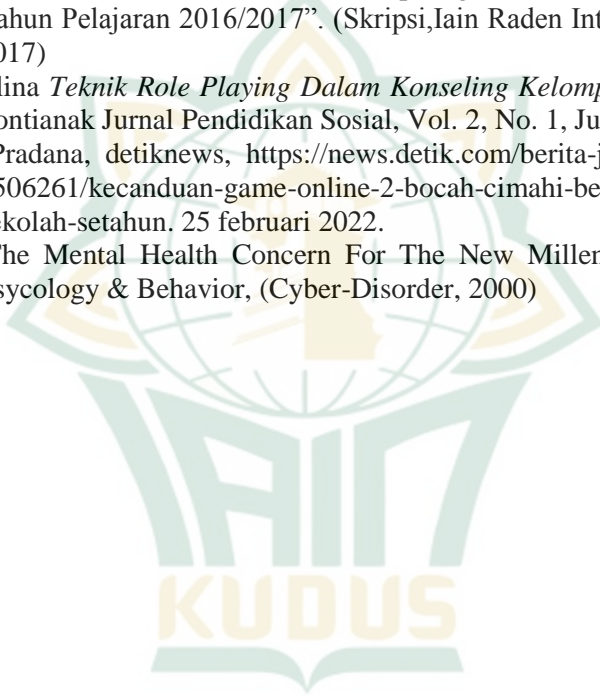 ahun Pelajaran 2016/2017". (Skripsi,Iain Raden Int
017)
lina Teknik Role Playing Dalam Konseling Kelomp
ontianak Jurnal Pendidikan Sosial, Vol. 2, No. 1, Ju
Pradana, detiknews, https://news.detik.com/berita-j
506261/kecanduan-game-online-2-bocah-cimahi-be
ekolah-setahun. 25 februari 2022.
The Mental Health Concern For The New Millen
sycology & Behavior, (Cyber-Disorder, 2000)
IAIN
KUDUS